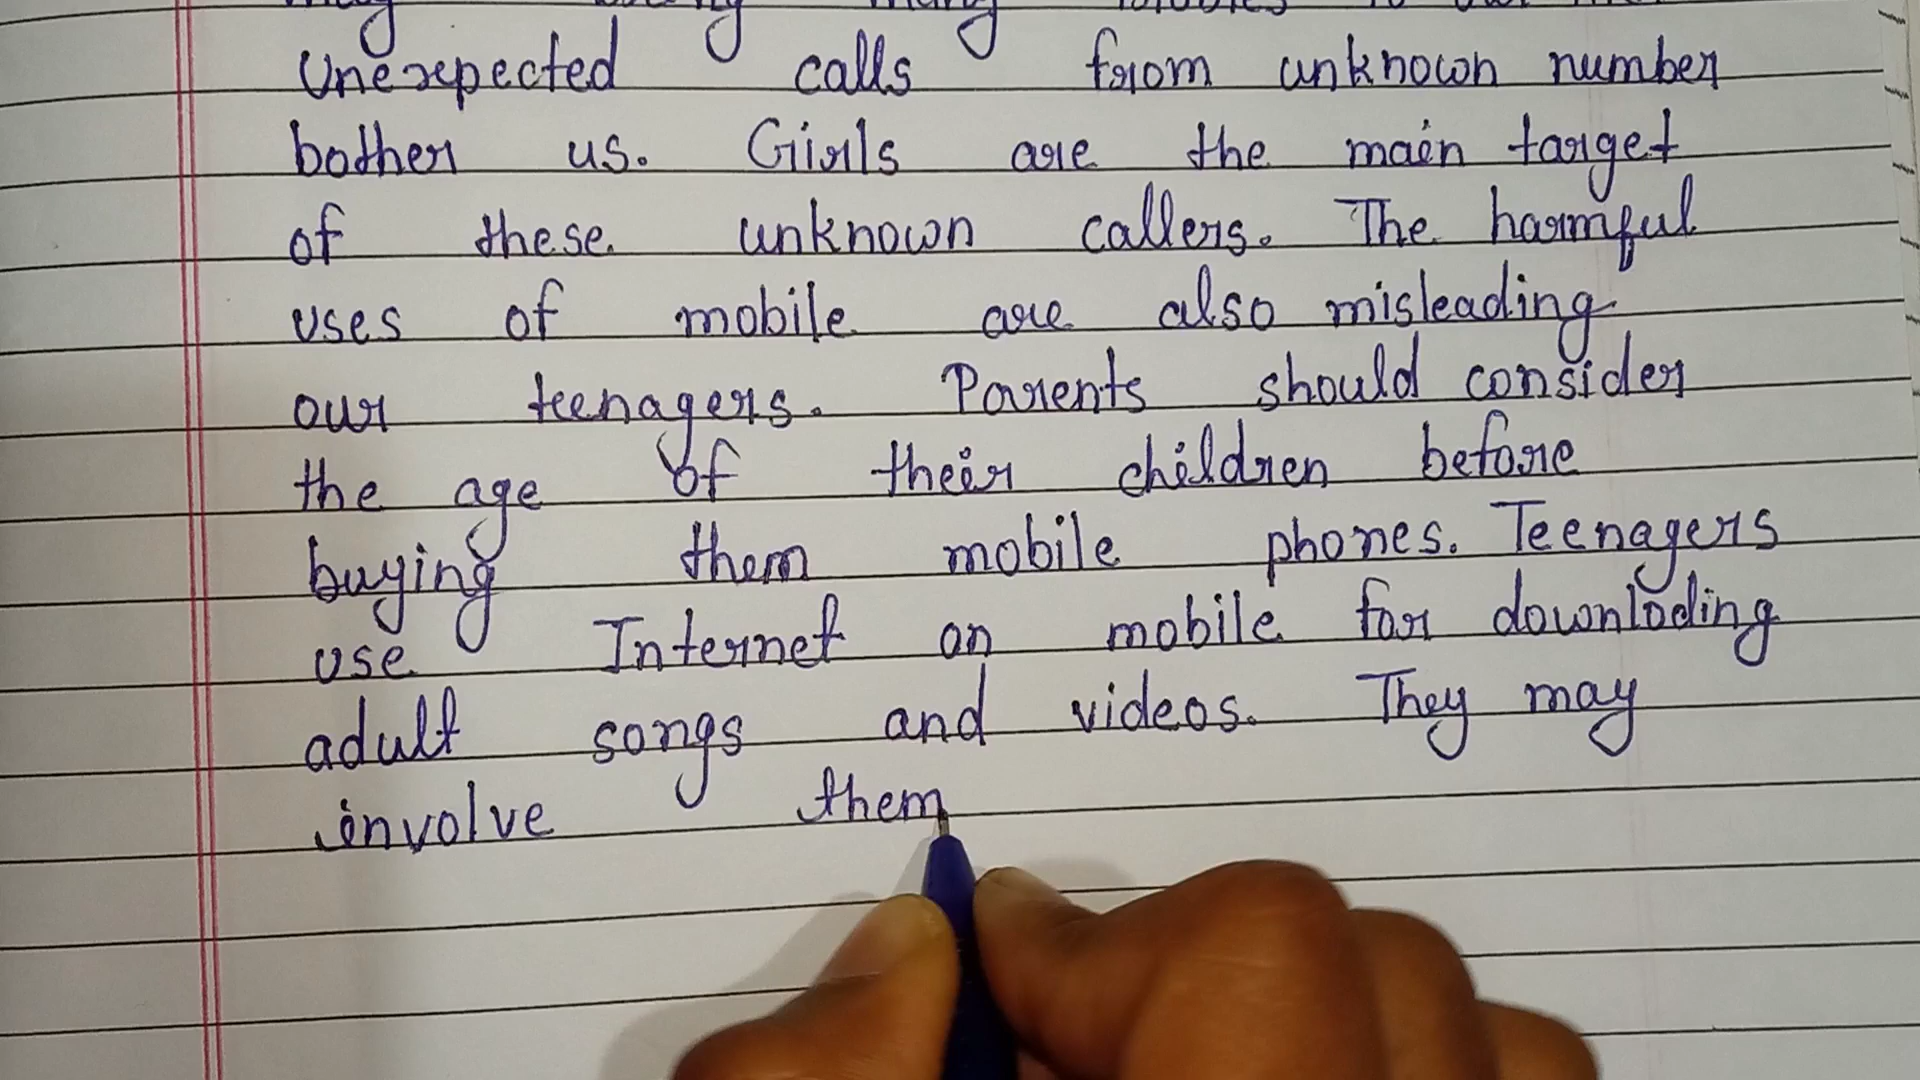 Unexpected calls from unknown number
bother us. Girls are the main target
of these unknown callers. The harmful
uses of mobile are also misleading
our teenagers. Parents should consider
the age of their children before
buying them mobile phones. Teenagers
use Internet on mobile for downloding
adult songs and videos. They may
involve them